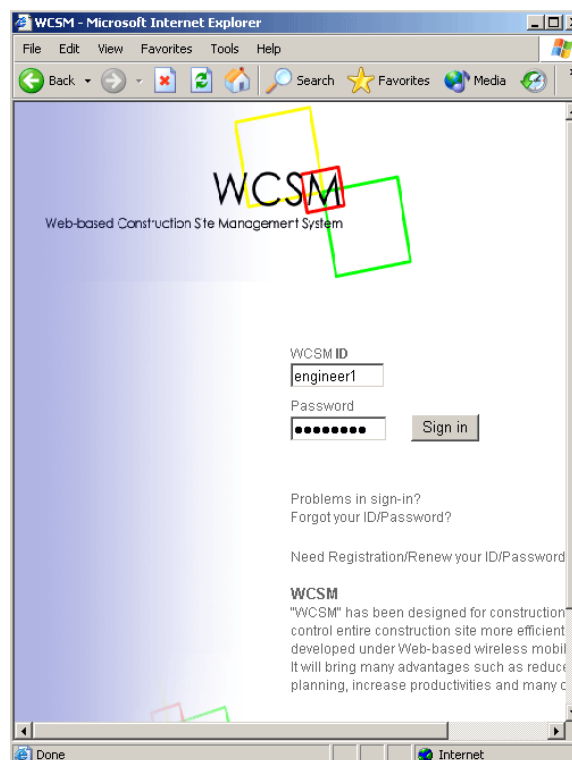 WCSM - Microsoft Internet Explorer
File Edit View Favorites Tools Help
Back Search Favorites Media
WCSM
Web-based Construction Site Management System
WCSM ID
engineer1
Password
Sign in
Problems in sign-in?
Forgot your ID/Password?
Need Registration/Renew your ID/Password
WCSM
"WCSM" has been designed for construction
control entire construction site more efficient
developed under Web-based wireless mobil
It will bring many advantages such as reduce
planning, increase productivities and many o
Done Internet